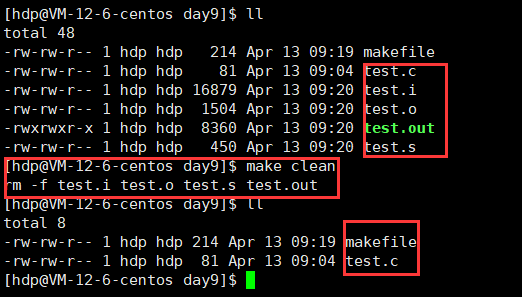 [hdp@VM-12-6-centos day9]$ ll
total 48
-rw-rw-r-- 1 hdp hdp   214 Apr 13 09:19 makefile
-rw-rw-r-- 1 hdp hdp    81 Apr 13 09:04 test.c
-rw-rw-r-- 1 hdp hdp 16879 Apr 13 09:20 test.i
-rw-rw-r-- 1 hdp hdp  1504 Apr 13 09:20 test.o
-rwxrwxr-x 1 hdp hdp  8360 Apr 13 09:20 test.out
-rw-rw-r-- 1 hdp hdp   450 Apr 13 09:20 test.s
[hdp@VM-12-6-centos day9]$ make clean
rm -f test.i test.o test.s test.out
[hdp@VM-12-6-centos day9]$ ll
total 8
-rw-rw-r-- 1 hdp hdp 214 Apr 13 09:19 makefile
-rw-rw-r-- 1 hdp hdp  81 Apr 13 09:04 test.c
[hdp@VM-12-6-centos day9]$